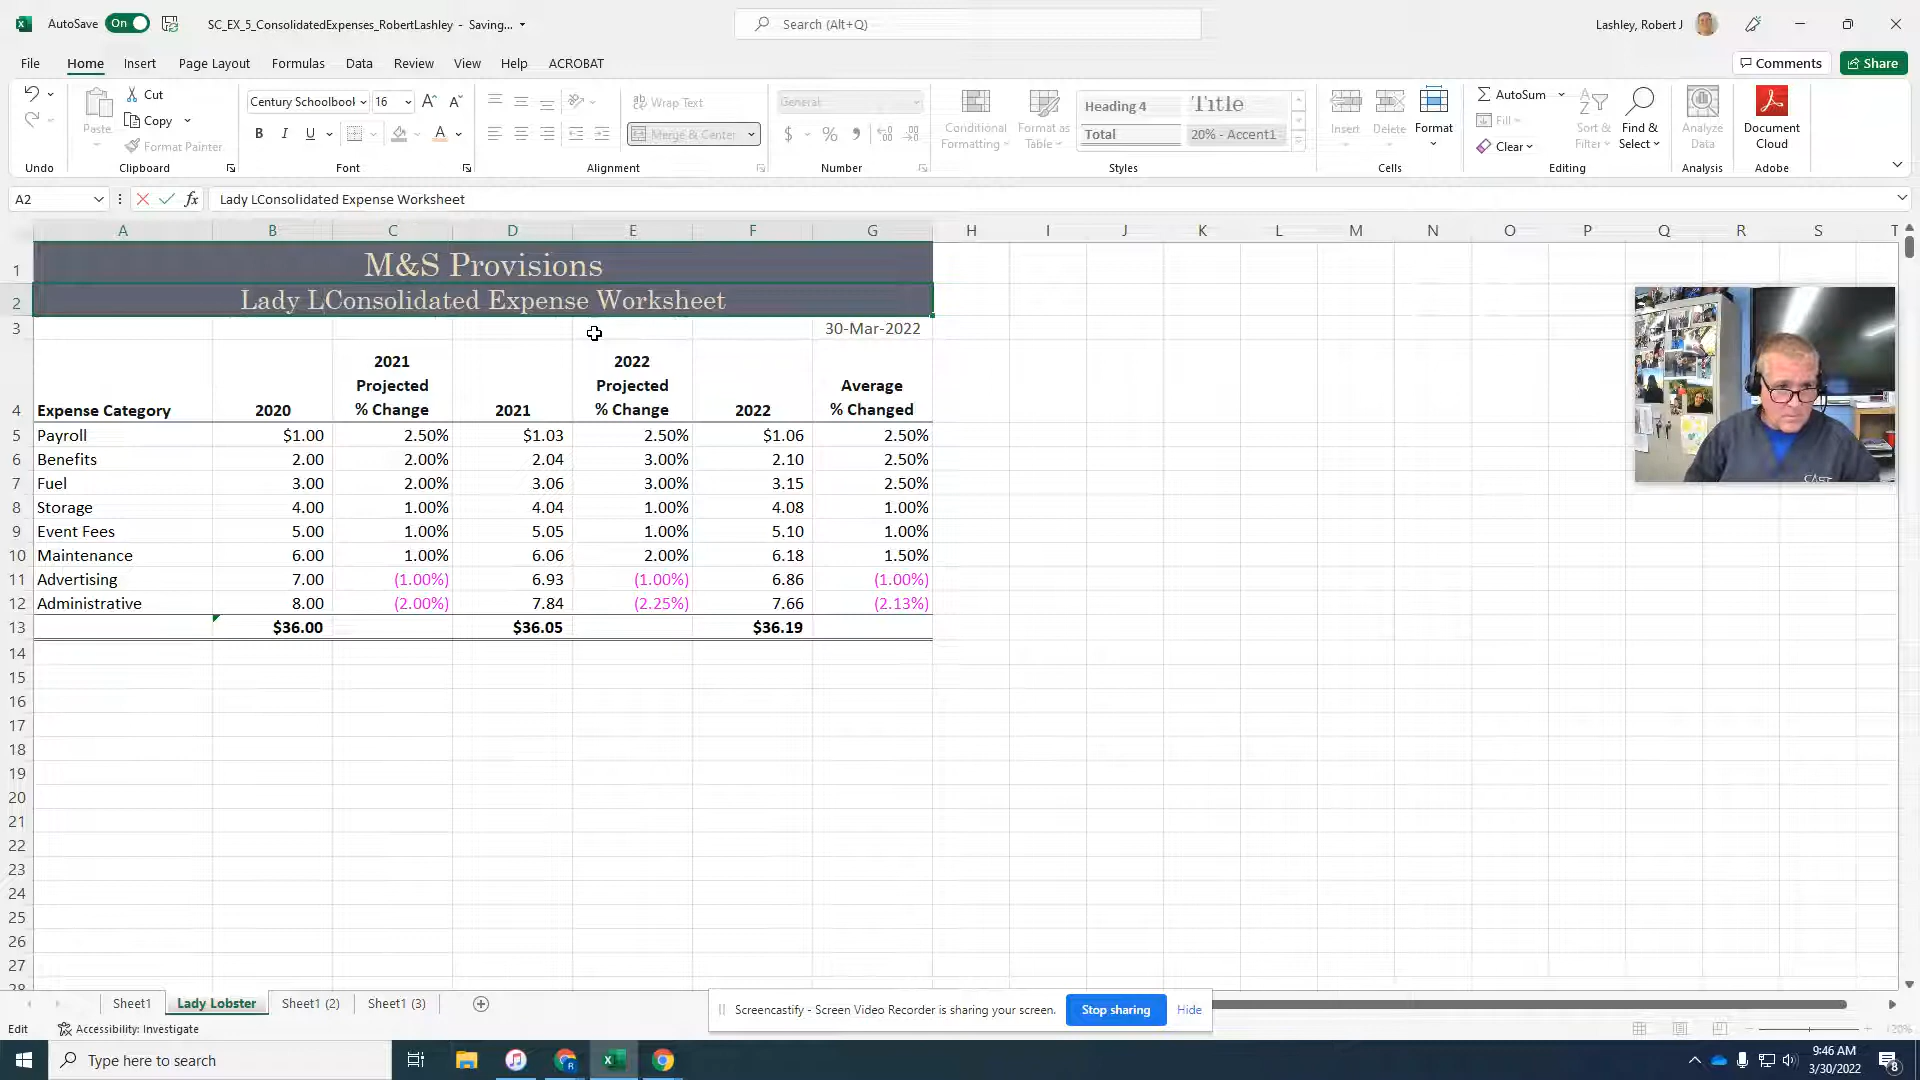 AutoSave On SC_EX_5_ConsolidatedExpenses_RobertLashley - Saving... Search (Alt+Q) Lashley, Robert J
File Home Insert Page Layout Formulas Data Review View Help ACROBAT Comments Share
Cut
Copy
Format Painter
Paste
Century Schoolbook 16
B I U A
Wrap Text
Merge & Center
General
$ % ,
Conditional Formatting
Format as Table
Heading 4 Title
Total 20% - Accent1
Insert Delete Format
AutoSum
Fill
Clear
Sort & Filter
Find & Select
Analyze Data
Document Cloud
Undo Clipboard Font Alignment Number Styles Cells Editing Analysis Adobe
A2 fx Lady LConsolidated Expense Worksheet
A B C D E F G H I J K L M N O P Q R S T
1 M&S Provisions
2 Lady LConsolidated Expense Worksheet
3 30-Mar-2022
4 Expense Category 2020 2021 Projected % Change 2021 2022 Projected % Change 2022 Average % Changed
5 Payroll $1.00 2.50% $1.03 2.50% $1.06 2.50%
6 Benefits 2.00 2.00% 2.04 3.00% 2.10 2.50%
7 Fuel 3.00 2.00% 3.06 3.00% 3.15 2.50%
8 Storage 4.00 1.00% 4.04 1.00% 4.08 1.00%
9 Event Fees 5.00 1.00% 5.05 1.00% 5.10 1.00%
10 Maintenance 6.00 1.00% 6.06 2.00% 6.18 1.50%
11 Advertising 7.00 (1.00%) 6.93 (1.00%) 6.86 (1.00%)
12 Administrative 8.00 (2.00%) 7.84 (2.25%) 7.66 (2.13%)
13 $36.00 $36.05 $36.19
14
15
16
17
18
19
20
21
22
23
24
25
26
27
28
CAST
Sheet1 Lady Lobster Sheet1 (2) Sheet1 (3)
Screencastify - Screen Video Recorder is sharing your screen. Stop sharing Hide
Edit Accessibility: Investigate
Type here to search
9:46 AM
3/30/2022
8